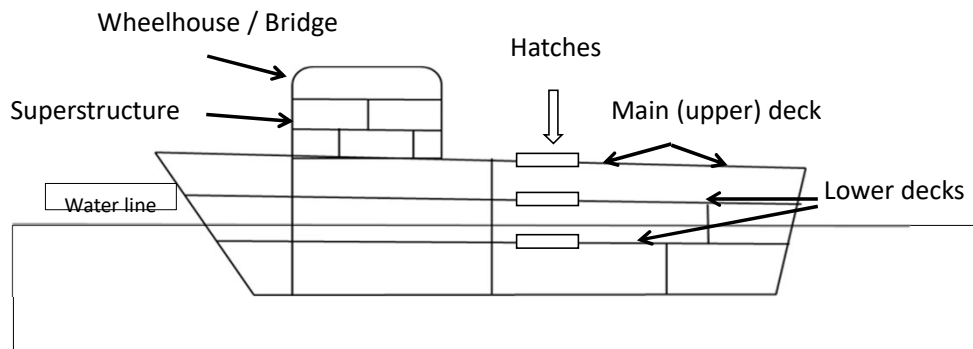 Wheelhouse / Bridge
Hatches
Superstructure
Main (upper) deck
Lower decks
Water line